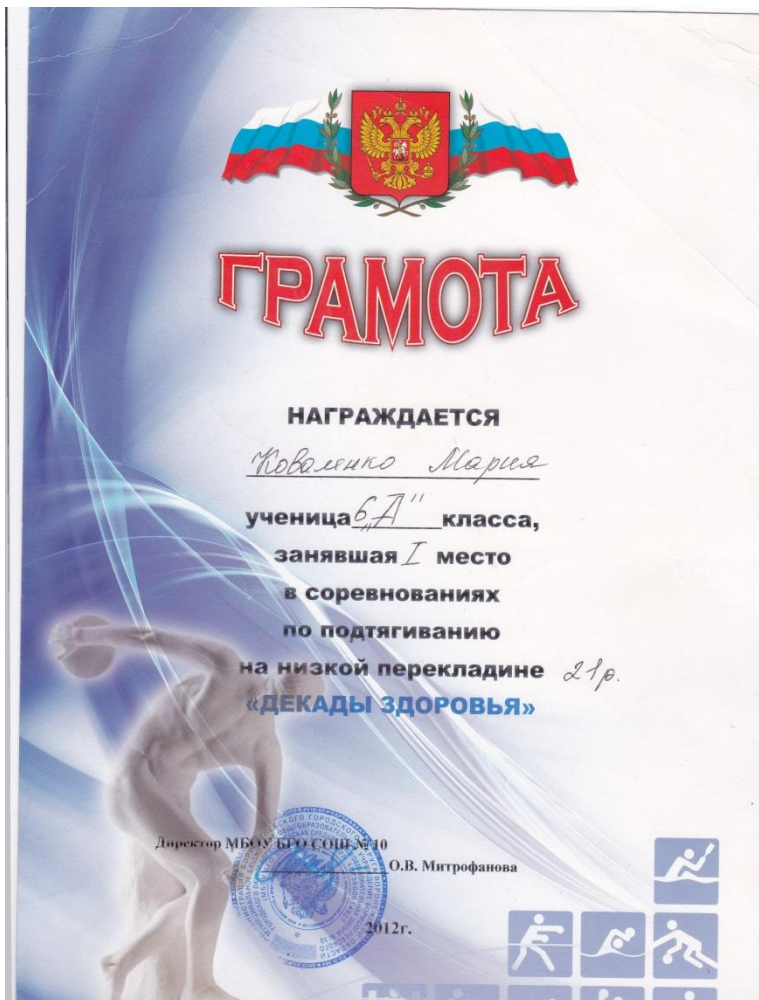 ГРАМОТА
НАГРАЖДАЕТСЯ
Коваленко Мария
ученица 6 „А" класса,
занявшая I место
в соревнованиях
по подтягиванию
на низкой перекладине 21р.
«ДЕКАДЫ ЗДОРОВЬЯ»
Директор МБОУ БГО СОШ № 10
О.В. Митрофанова
2012г.